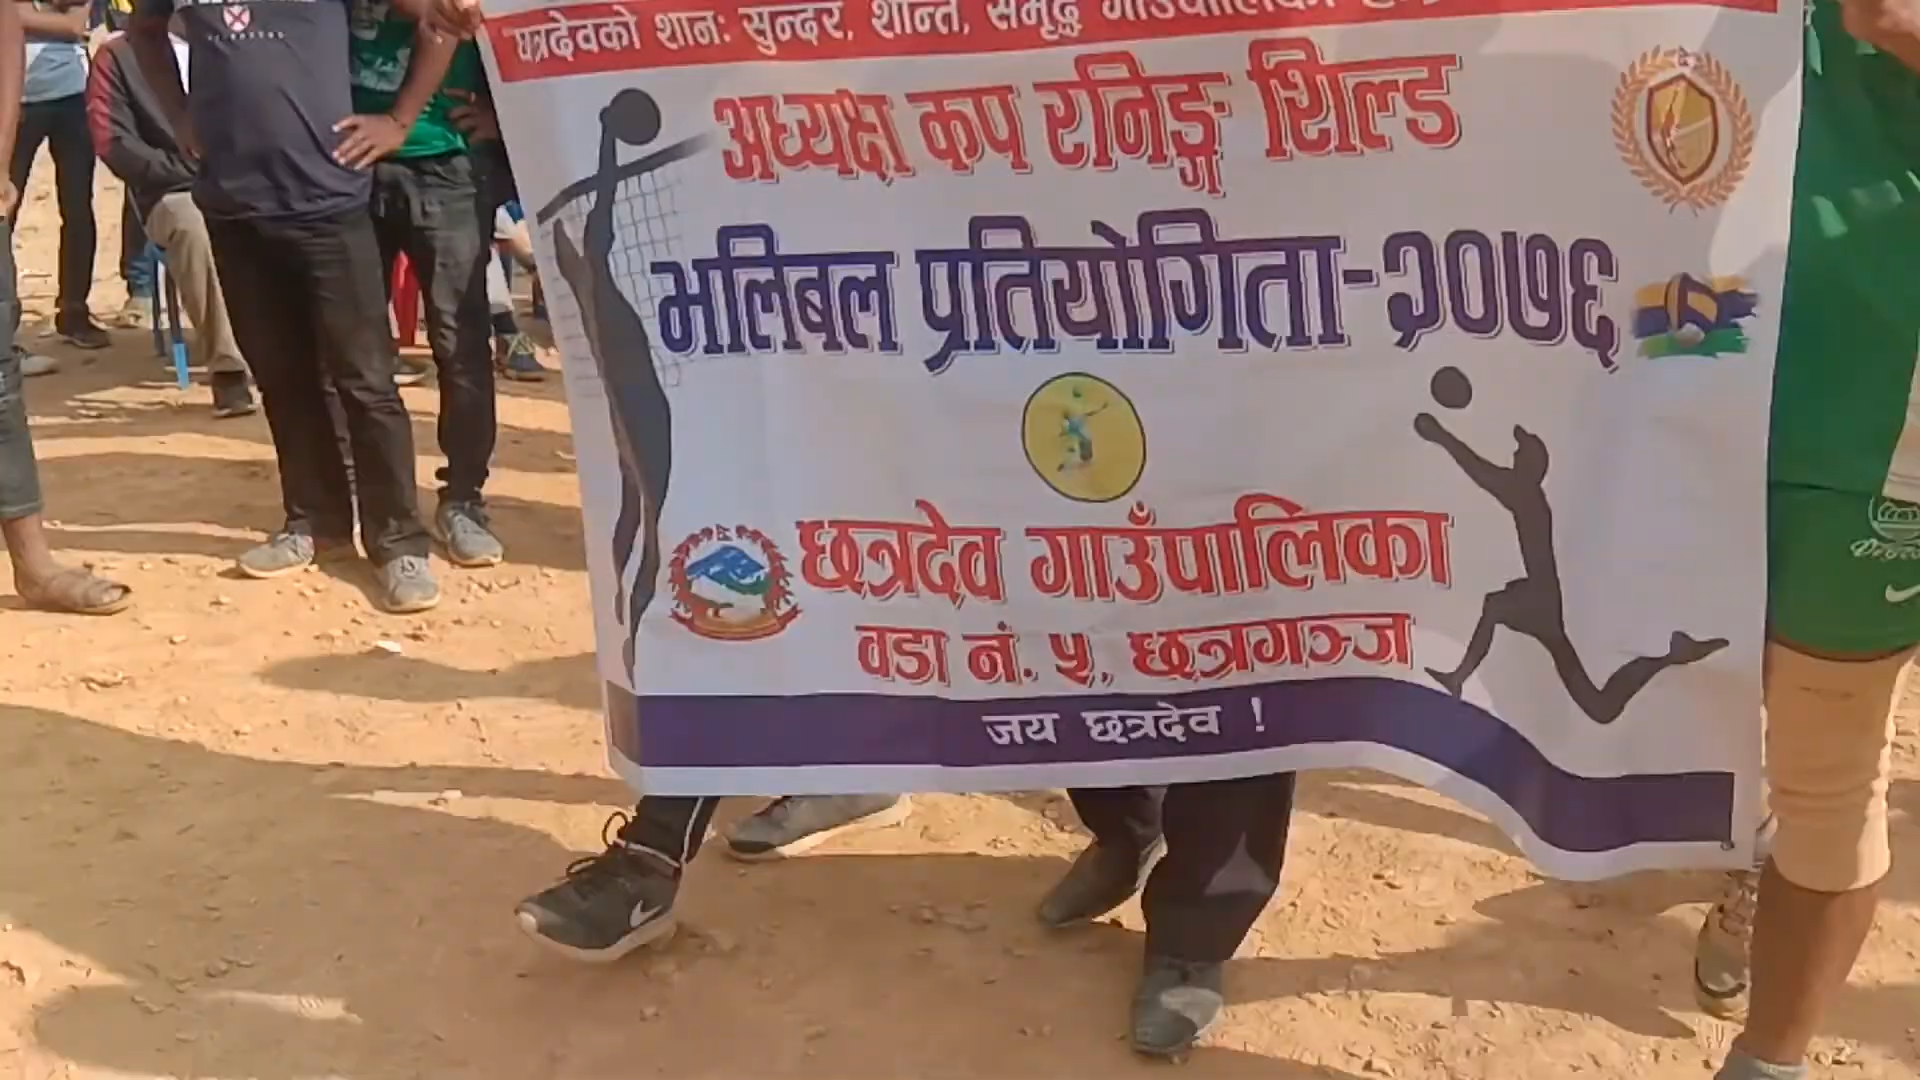 छत्रदेवको शान: सुन्दर, शान्त, समृद्ध गाउँपालिका
अध्यक्ष कप रनिङ्ग शिल्ड
भलिबल प्रतियोगिता-२०७६
छत्रदेव गाउँपालिका
वडा नं. ५, छत्रगञ्ज
जय छत्रदेव !